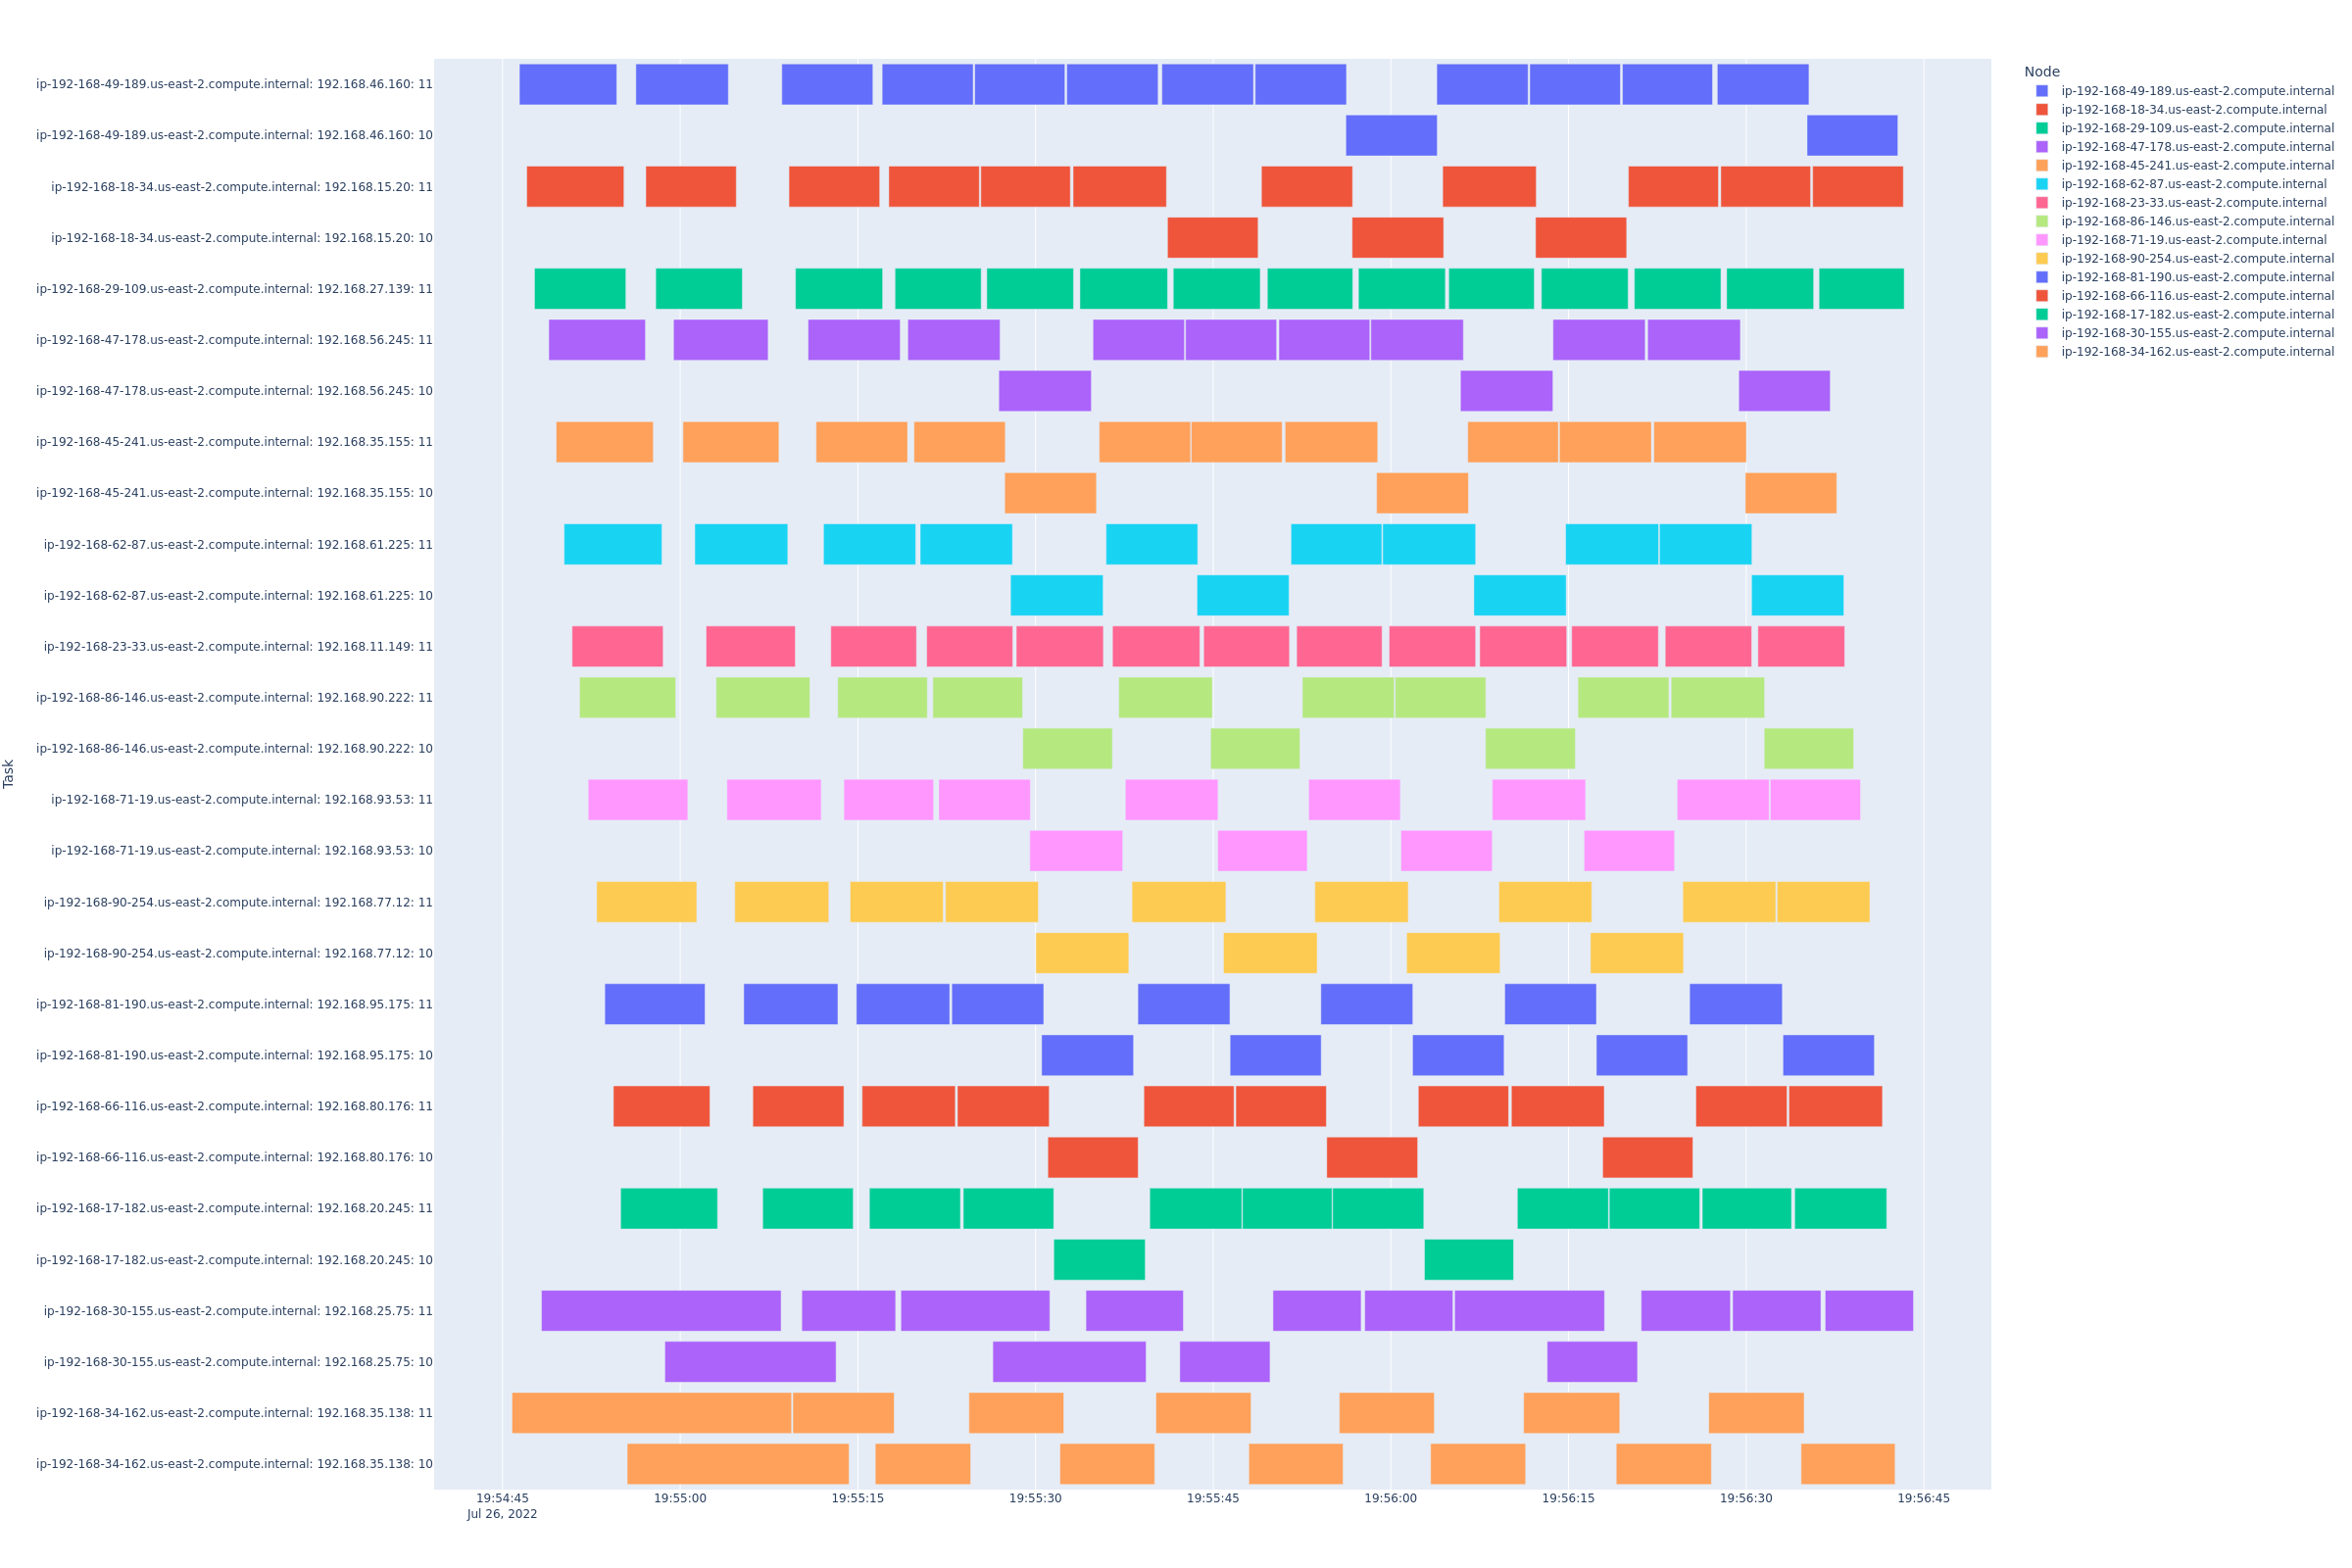 Task
ip-192-168-49-189.us-east-2.compute.internal: 192.168.46.160: 11
ip-192-168-49-189.us-east-2.compute.internal: 192.168.46.160: 10
ip-192-168-18-34.us-east-2.compute.internal: 192.168.15.20: 11
ip-192-168-18-34.us-east-2.compute.internal: 192.168.15.20: 10
ip-192-168-29-109.us-east-2.compute.internal: 192.168.27.139: 11
ip-192-168-47-178.us-east-2.compute.internal: 192.168.56.245: 11
ip-192-168-47-178.us-east-2.compute.internal: 192.168.56.245: 10
ip-192-168-45-241.us-east-2.compute.internal: 192.168.35.155: 11
ip-192-168-45-241.us-east-2.compute.internal: 192.168.35.155: 10
ip-192-168-62-87.us-east-2.compute.internal: 192.168.61.225: 11
ip-192-168-62-87.us-east-2.compute.internal: 192.168.61.225: 10
ip-192-168-23-33.us-east-2.compute.internal: 192.168.11.149: 11
ip-192-168-86-146.us-east-2.compute.internal: 192.168.90.222: 11
ip-192-168-86-146.us-east-2.compute.internal: 192.168.90.222: 10
ip-192-168-71-19.us-east-2.compute.internal: 192.168.93.53: 11
ip-192-168-71-19.us-east-2.compute.internal: 192.168.93.53: 10
ip-192-168-90-254.us-east-2.compute.internal: 192.168.77.12: 11
ip-192-168-90-254.us-east-2.compute.internal: 192.168.77.12: 10
ip-192-168-81-190.us-east-2.compute.internal: 192.168.95.175: 11
ip-192-168-81-190.us-east-2.compute.internal: 192.168.95.175: 10
ip-192-168-66-116.us-east-2.compute.internal: 192.168.80.176: 11
ip-192-168-66-116.us-east-2.compute.internal: 192.168.80.176: 10
ip-192-168-17-182.us-east-2.compute.internal: 192.168.20.245: 11
ip-192-168-17-182.us-east-2.compute.internal: 192.168.20.245: 10
ip-192-168-30-155.us-east-2.compute.internal: 192.168.25.75: 11
ip-192-168-30-155.us-east-2.compute.internal: 192.168.25.75: 10
ip-192-168-34-162.us-east-2.compute.internal: 192.168.35.138: 11
ip-192-168-34-162.us-east-2.compute.internal: 192.168.35.138: 10
19:54:45 19:55:00 19:55:15 19:55:30 19:55:45 19:56:00 19:56:15 19:56:30 19:56:45
Jul 26, 2022
Node
ip-192-168-49-189.us-east-2.compute.internal
ip-192-168-18-34.us-east-2.compute.internal
ip-192-168-29-109.us-east-2.compute.internal
ip-192-168-47-178.us-east-2.compute.internal
ip-192-168-45-241.us-east-2.compute.internal
ip-192-168-62-87.us-east-2.compute.internal
ip-192-168-23-33.us-east-2.compute.internal
ip-192-168-86-146.us-east-2.compute.internal
ip-192-168-71-19.us-east-2.compute.internal
ip-192-168-90-254.us-east-2.compute.internal
ip-192-168-81-190.us-east-2.compute.internal
ip-192-168-66-116.us-east-2.compute.internal
ip-192-168-17-182.us-east-2.compute.internal
ip-192-168-30-155.us-east-2.compute.internal
ip-192-168-34-162.us-east-2.compute.internal